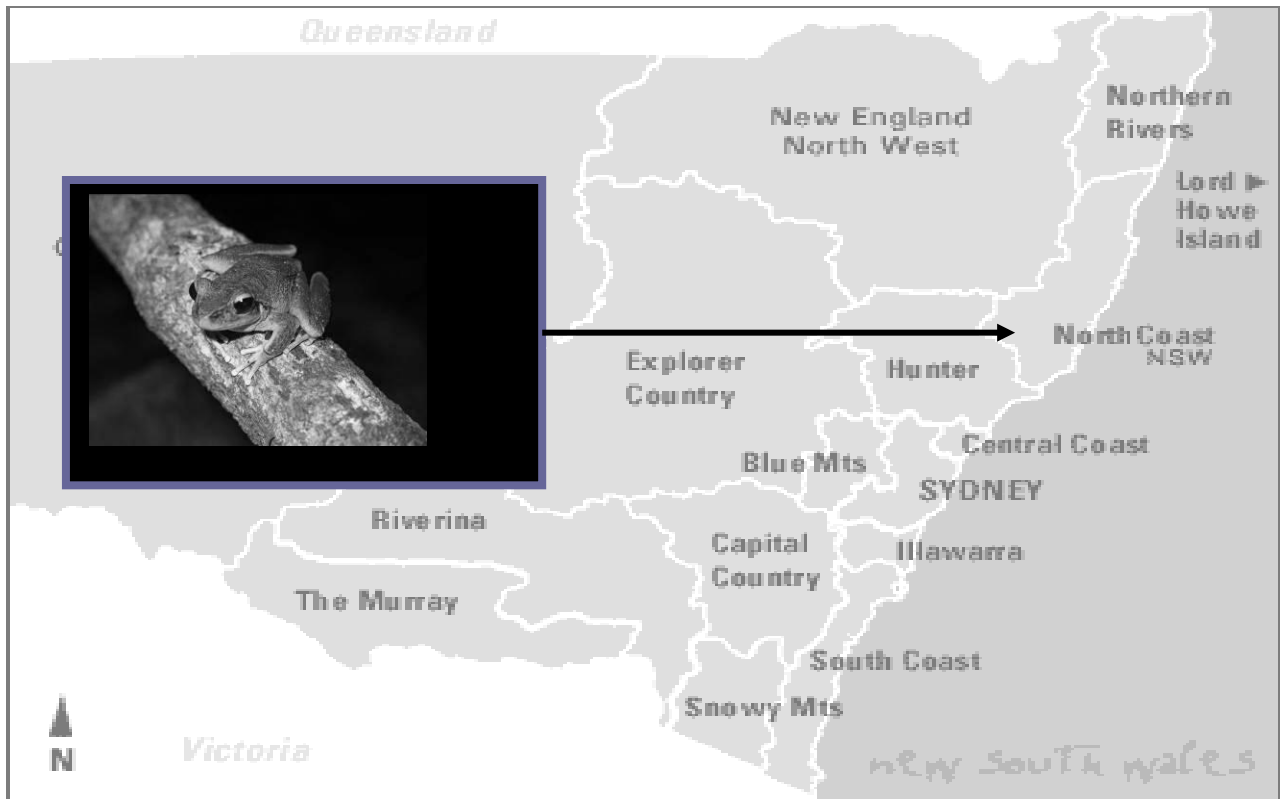 Queensland
Northern
Rivers
New England
North West
Lord
Howe
Island
North Coast
NSW
Explorer
Country
Hunter
Central Coast
Blue Mts
SYDNEY
Riverina
Capital
Country
Illawarra
The Murray
South Coast
Snowy Mts
N
Victoria
new south wales